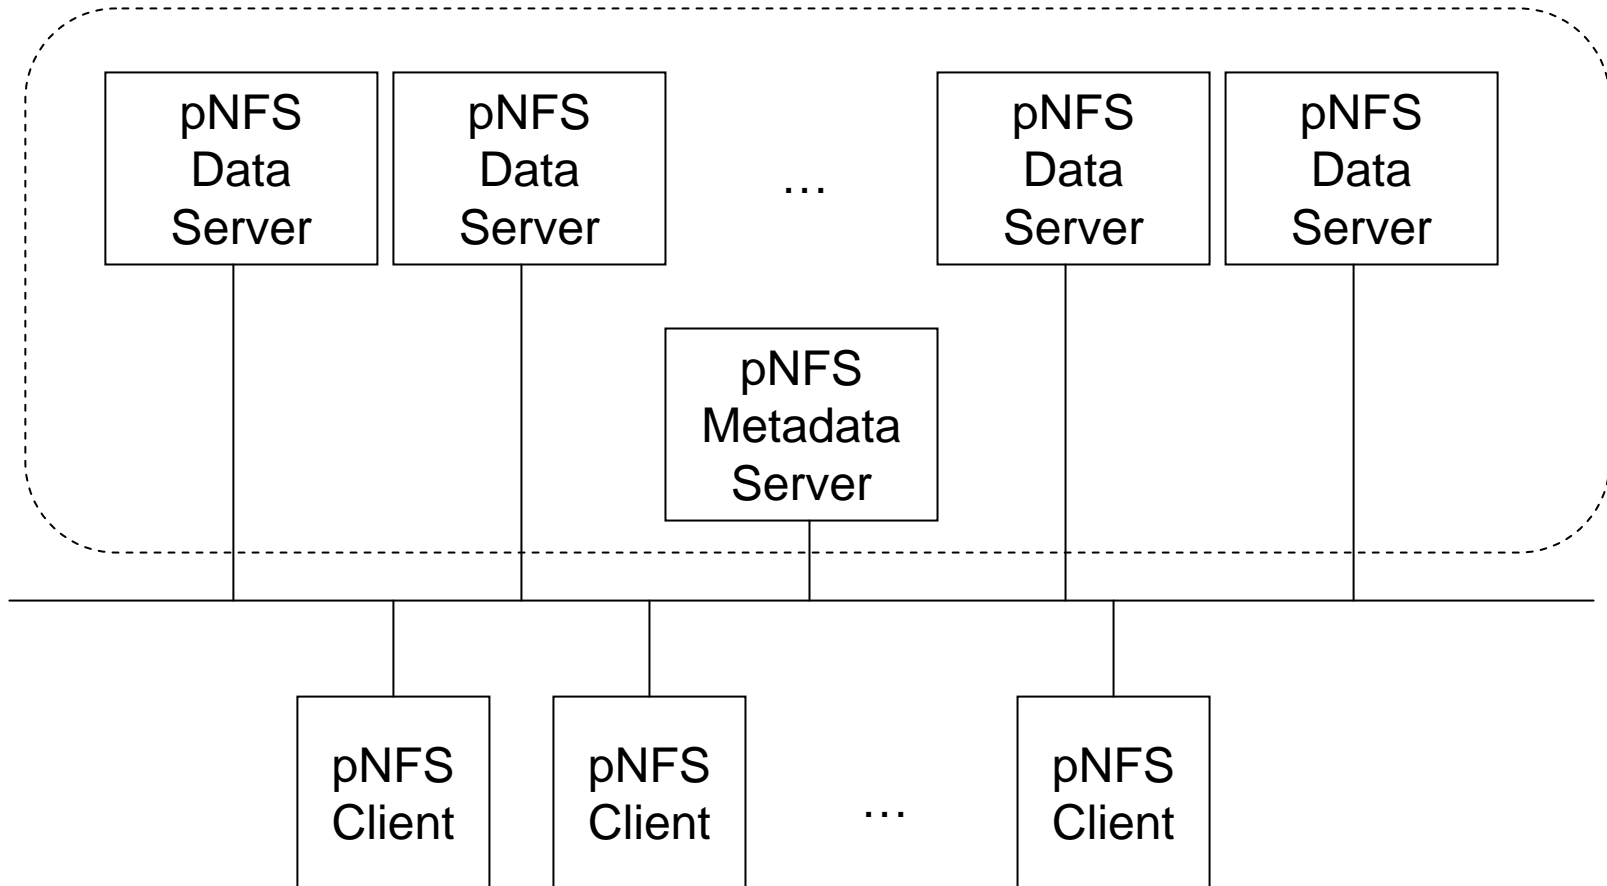 pNFS
Data
Server
pNFS
Data
Server
...
pNFS
Data
Server
pNFS
Data
Server
pNFS
Metadata
Server
pNFS
Client
pNFS
Client
...
pNFS
Client